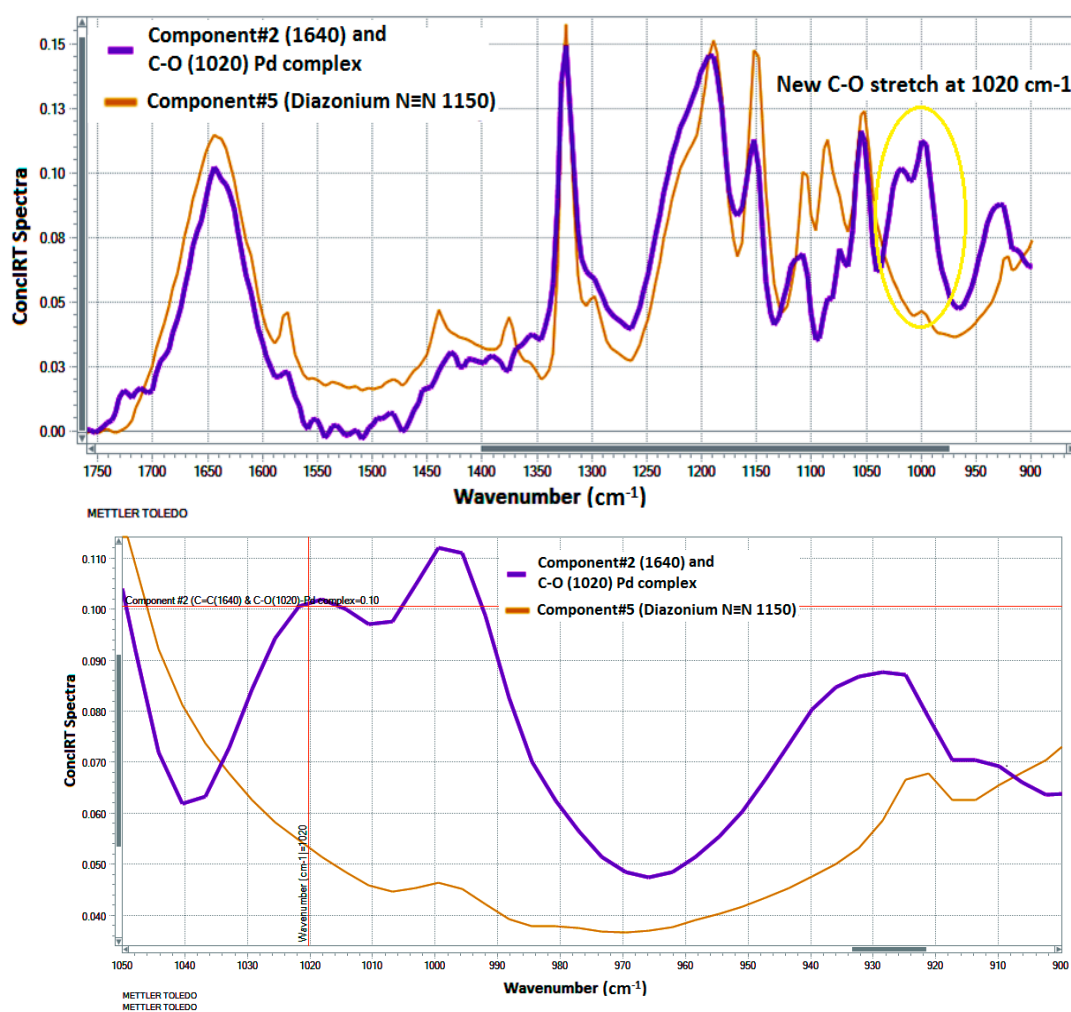 Component#2 (1640) and
C-O (1020) Pd complex
Component#5 (Diazonium N≡N 1150)
New C-O stretch at 1020 cm-1
ConcIRT Spectra
0.15
0.13
0.10
0.08
0.05
0.03
0.00
1750 1700 1650 1600 1550 1500 1450 1400 1350 1300 1250 1200 1150 1100 1050 1000 950 900
Wavenumber (cm⁻¹)
METTLER TOLEDO
Component#2 (1640) and
C-O (1020) Pd complex
Component#5 (Diazonium N≡N 1150)
Component #2 (C=C(1640) & C-O(1020)-Pd complex=0.10
Wavenumber (cm-1)=1020
ConcIRT Spectra
0.110
0.100
0.090
0.080
0.070
0.060
0.050
0.040
1050 1040 1030 1020 1010 1000 990 980 970 960 950 940 930 920 910 900
Wavenumber (cm⁻¹)
METTLER TOLEDO
METTLER TOLEDO